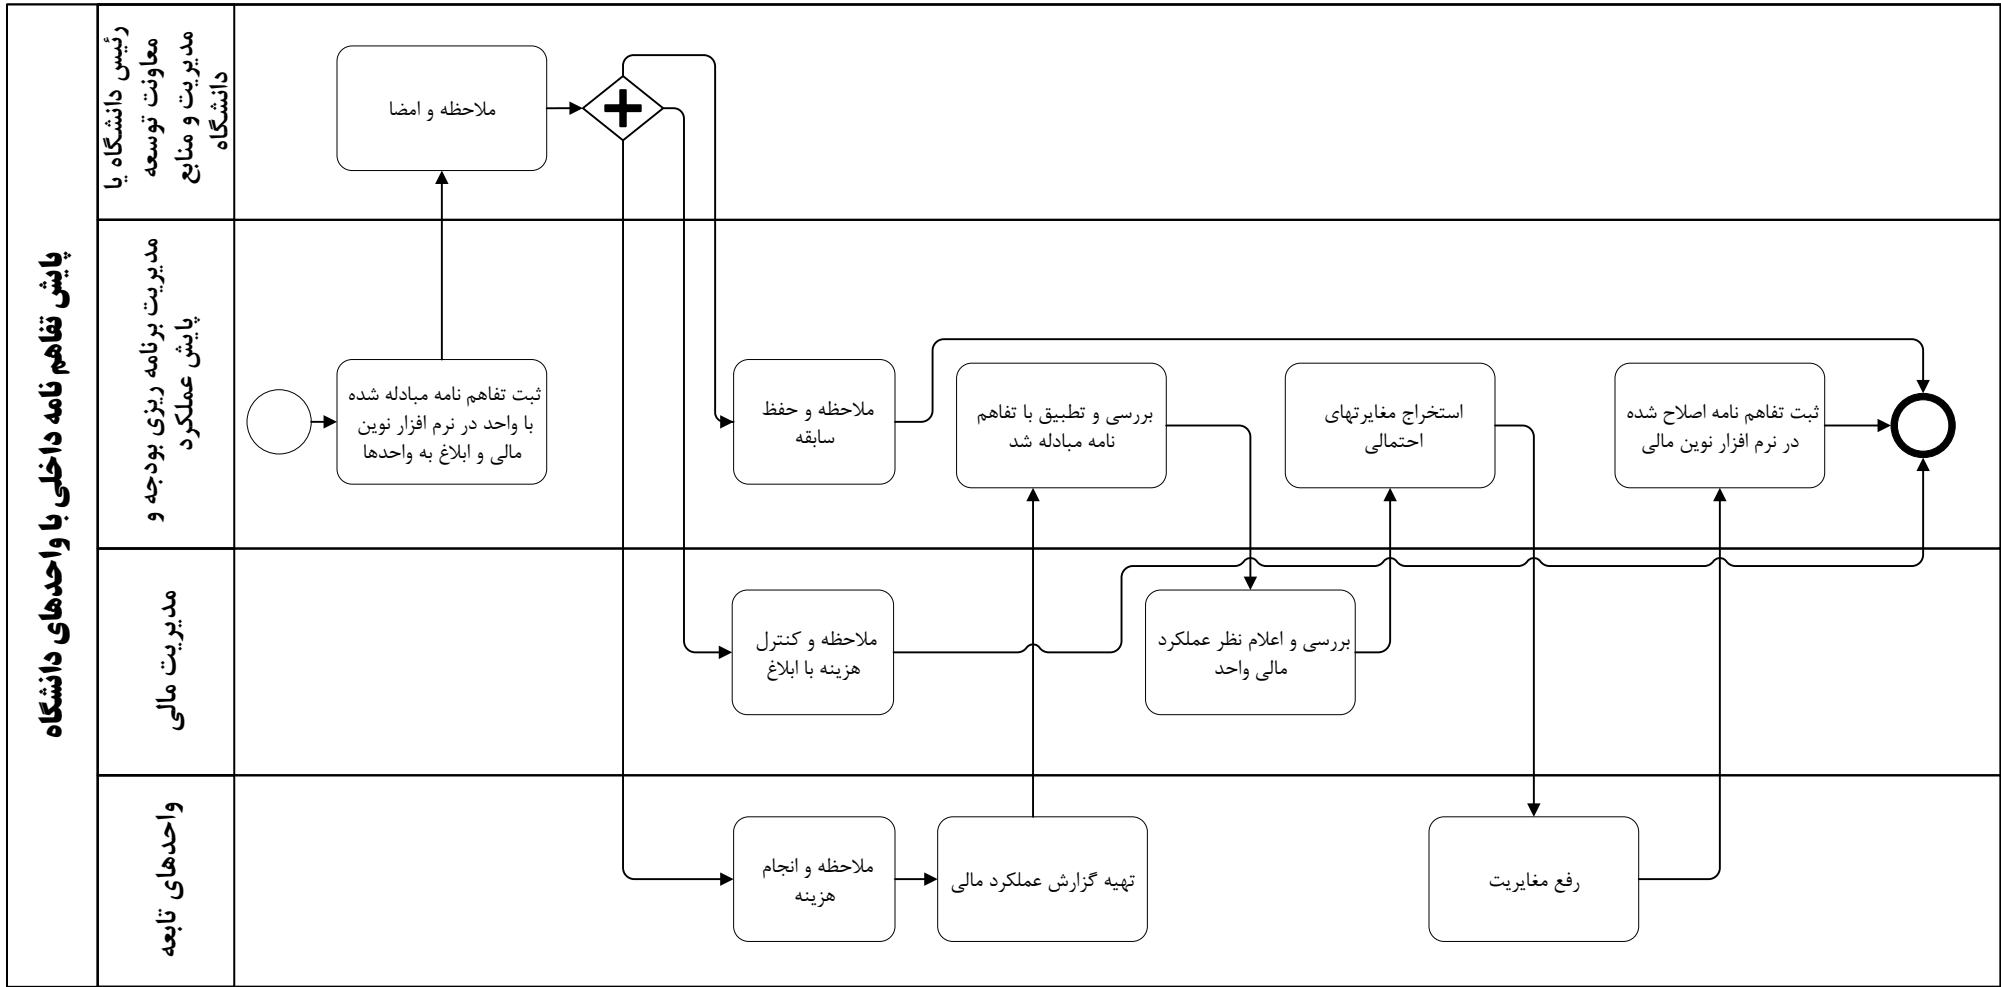 پایش تفاهم نامه داخلی با واحدهای دانشگاه
رئیس دانشگاه یا
معاونت توسعه
مدیریت و منابع
دانشگاه
ملاحظه و امضا
مدیریت برنامه ریزی بودجه و
پایش عملکرد
ثبت تفاهم نامه مبادله شده
با واحد در نرم افزار نوین
مالی و ابلاغ به واحدها
ملاحظه و حفظ
سابقه
بررسی و تطبیق با تفاهم
نامه مبادله شد
استخراج مغایرتهای
احتمالی
ثبت تفاهم نامه اصلاح شده
در نرم افزار نوین مالی
مدیریت مالی
ملاحظه و کنترل
هزینه با ابلاغ
بررسی و اعلام نظر عملکرد
مالی واحد
واحدهای تابعه
ملاحظه و انجام
هزینه
تهیه گزارش عملکرد مالی
رفع مغایریت